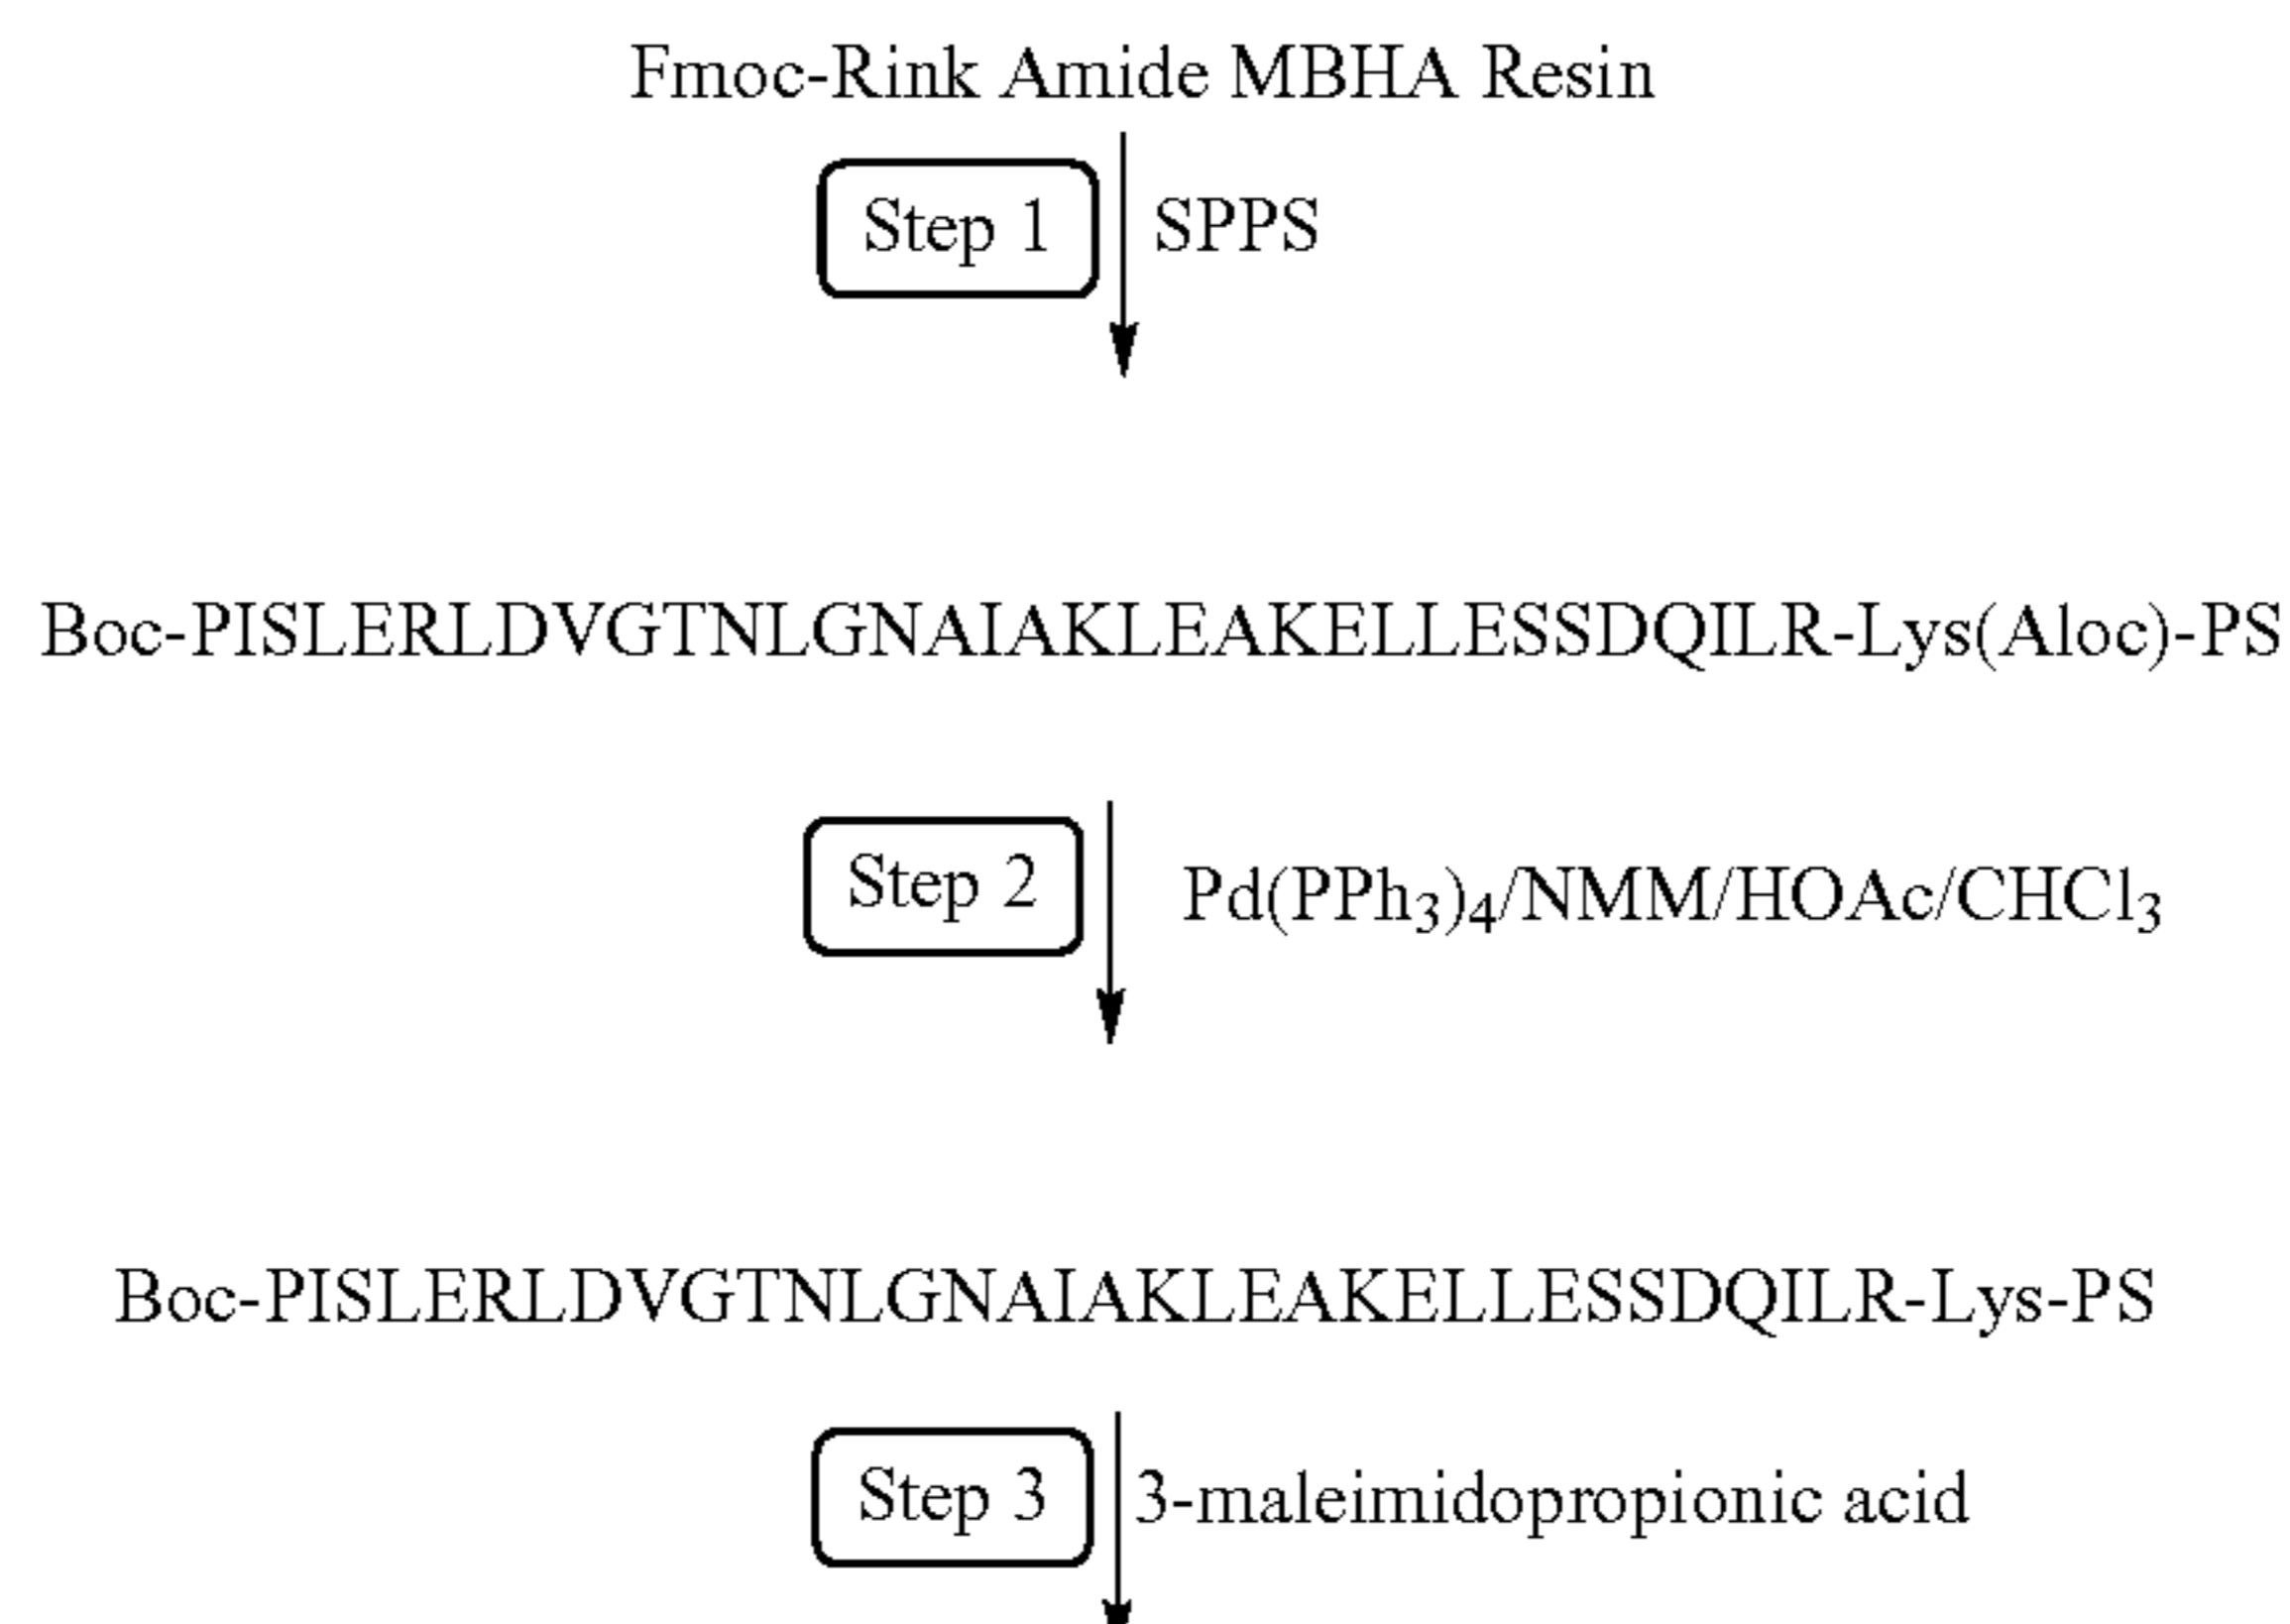 Fmoc-Rink Amide MBHA Resin
Step 1
SPPS
Boc-PISLERLDVGTNLGNAIAKLEAKELLESSDQILR-Lys(Aloc)-PS
Step 2
Pd(PPh3)4/NMM/HOAc/CHCl3
Boc-PISLERLDVGTNLGNAIAKLEAKELLESSDQILR-Lys-PS
Step 3
3-maleimidopropionic acid